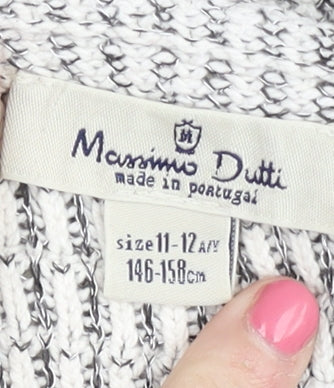 M
Massimo Dutti
made in portugal
size 11-12 A/Y
146-158cm